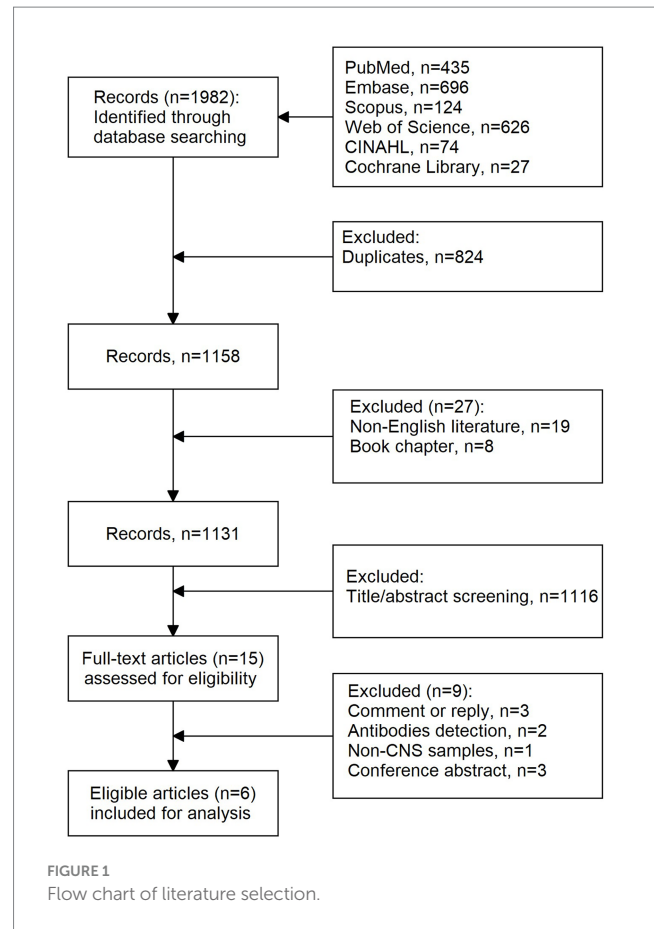 PubMed, n=435
Embase, n=696
Scopus, n=124
Web of Science, n=626
CINAHL, n=74
Cochrane Library, n=27
Records (n=1982):
Identified through
database searching
Excluded:
Duplicates, n=824
Records, n=1158
Excluded (n=27):
Non-English literature, n=19
Book chapter, n=8
Records, n=1131
Excluded:
Title/abstract screening, n=1116
Full-text articles (n=15)
assessed for eligibility
Excluded (n=9):
Comment or reply, n=3
Antibodies detection, n=2
Non-CNS samples, n=1
Conference abstract, n=3
Eligible articles (n=6)
included for analysis
FIGURE 1
Flow chart of literature selection.